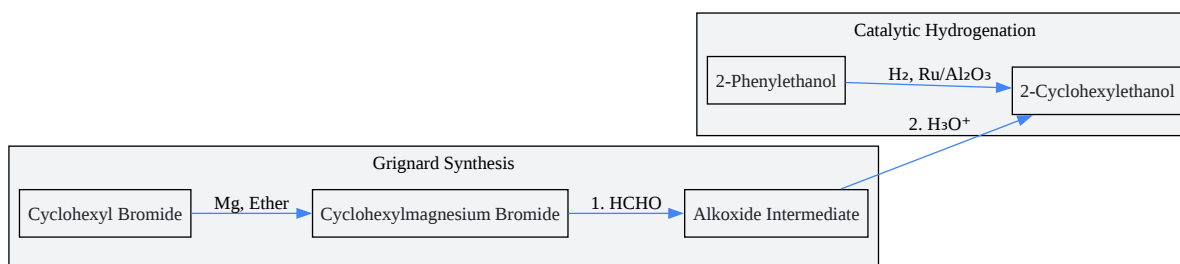 Catalytic Hydrogenation
2-Phenylethanol
H₂, Ru/Al₂O₃
2-Cyclohexylethanol
2. H₃O⁺
Grignard Synthesis
Cyclohexyl Bromide
Mg, Ether
Cyclohexylmagnesium Bromide
1. HCHO
Alkoxide Intermediate